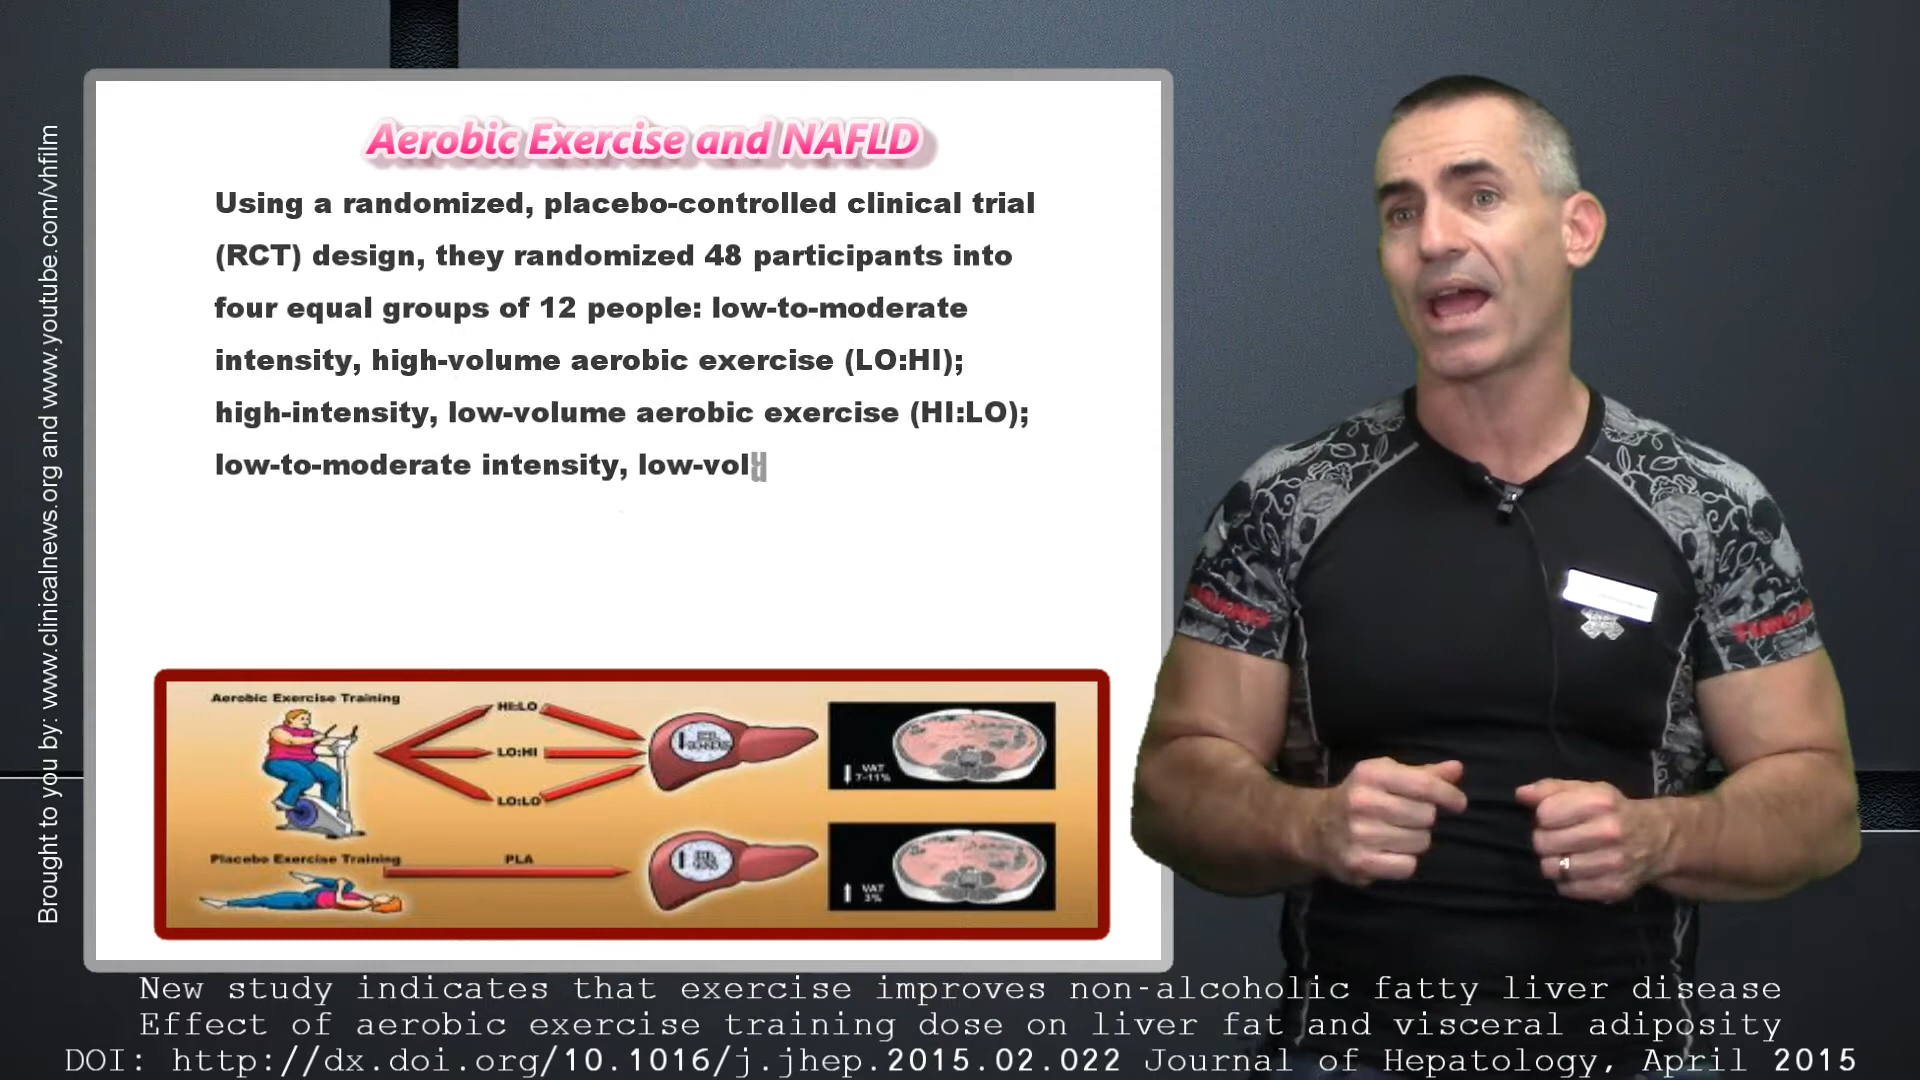 Brought to you by: www.clinicalnews.org and www.youtube.com/vhfilm
Aerobic Exercise and NAFLD
Using a randomized, placebo-controlled clinical trial
(RCT) design, they randomized 48 participants into
four equal groups of 12 people: low-to-moderate
intensity, high-volume aerobic exercise (LO:HI);
high-intensity, low-volume aerobic exercise (HI:LO);
low-to-moderate intensity, low-vol
Aerobic Exercise Training
HI:LO
LO:HI
LO:LO
VAT
7-11%
Placebo Exercise Training
PLA
VAT
3%
New study indicates that exercise improves non-alcoholic fatty liver disease
Effect of aerobic exercise training dose on liver fat and visceral adiposity
DOI: http://dx.doi.org/10.1016/j.jhep.2015.02.022 Journal of Hepatology, April 2015